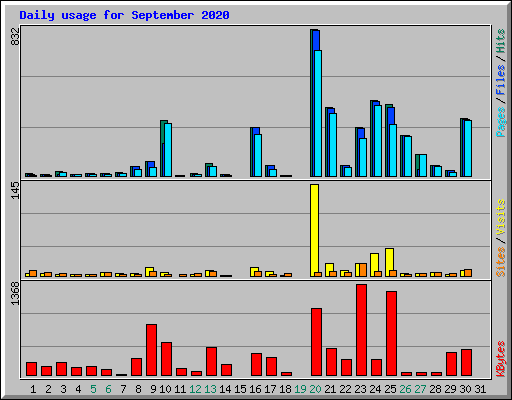 Daily usage for September 2020
832
Pages / Files / Hits
145
Sites / Visits
1368
KBytes
1 2 3 4 5 6 7 8 9 10 11 12 13 14 15 16 17 18 19 20 21 22 23 24 25 26 27 28 29 30 31